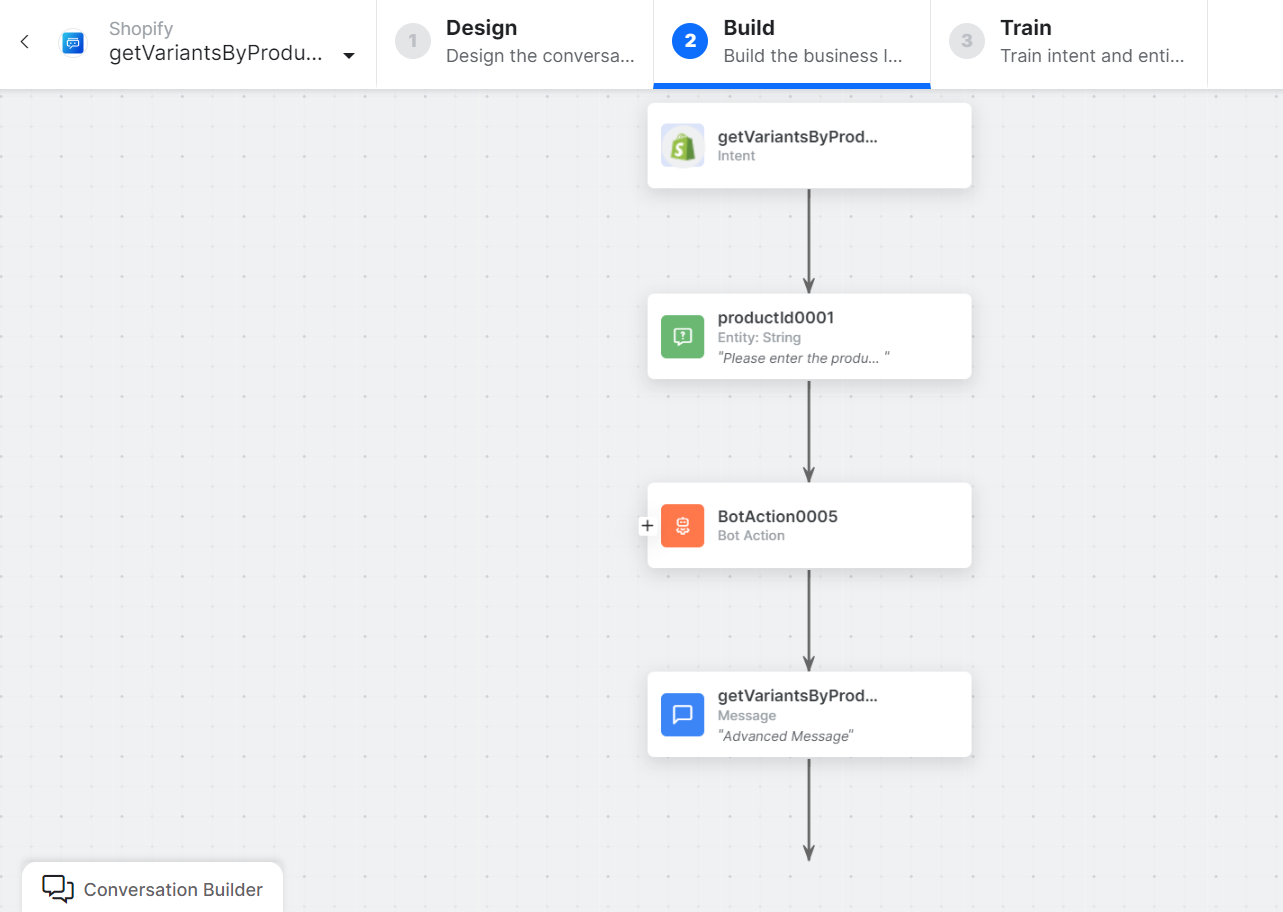 Shopify
getVariantsByProdu...
1
Design
Design the conversa...
2
Build
Build the business l...
3
Train
Train intent and enti...
getVariantsByProd...
Intent
productId0001
Entity: String
"Please enter the produ... "
BotAction0005
Bot Action
getVariantsByProd...
Message
"Advanced Message"
Conversation Builder